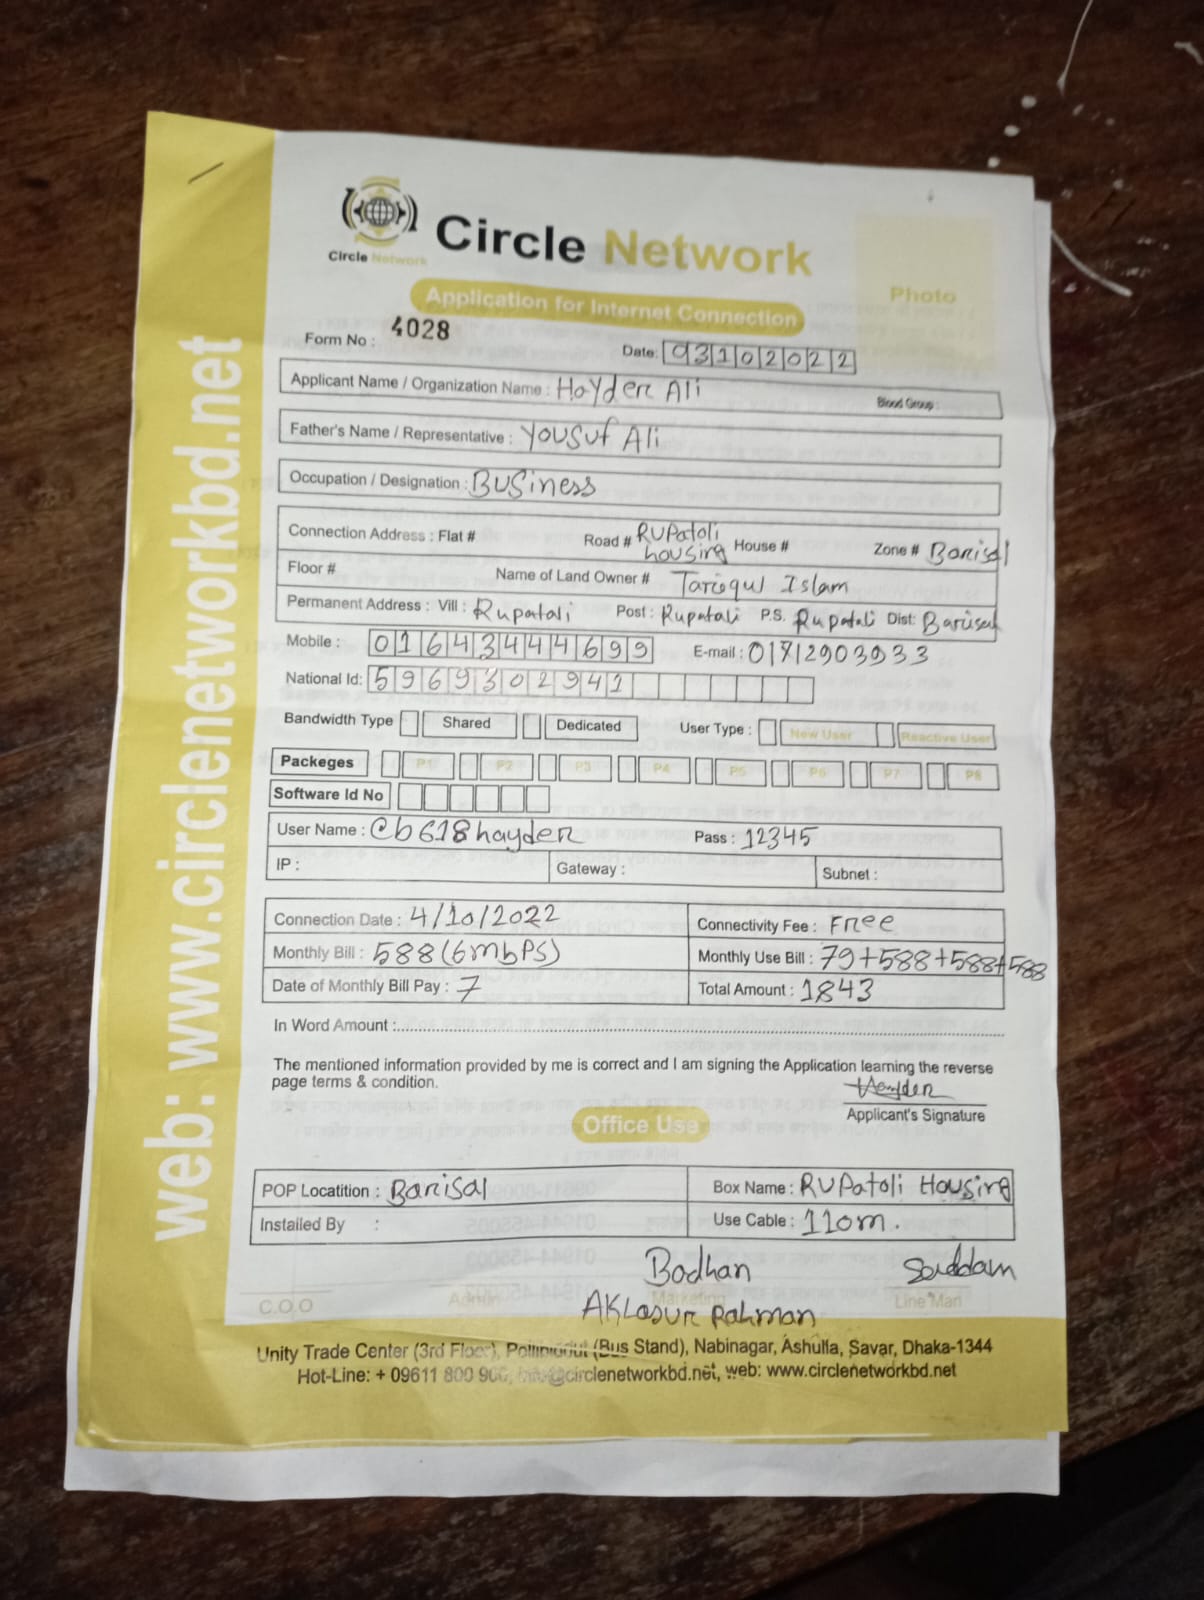 web: www.circlenetworkbd.net
Circle Network
Circle Network
Photo
Application for Internet Connection
Form No : 4028
Date: 03102022
Applicant Name / Organization Name : Hayder Ali Blood Group :
Father's Name / Representative : Yousuf Ali
Occupation / Designation : Business
Connection Address : Flat # Road # Rupatoli housing House # Zone # Barisal
Floor # Name of Land Owner # Tariqul Islam
Permanent Address : Vill : Rupatali Post : Rupatali P.S. Rupatali Dist: Barisal
Mobile : 01643444699 E-mail : 01712903933
National Id: 5969302941
Bandwidth Type Shared Dedicated User Type : New User Reactive User
Packeges P1 P2 P3 P4 P5 P6 P7 P8
Software Id No
User Name : cb618hayder Pass : 12345
IP : Gateway : Subnet :
Connection Date : 4/10/2022 Connectivity Fee : Free
Monthly Bill : 588 (6mbps) Monthly Use Bill : 79+588+588+588
Date of Monthly Bill Pay : 7 Total Amount : 1843
In Word Amount :
The mentioned information provided by me is correct and I am signing the Application learning the reverse
page terms & condition.
Hayder
Applicant's Signature
Office Use
POP Locatition : Barisal Box Name : Rupatoli Housing
Installed By : Use Cable : 110m.
Bodhan Saddam
C.O.O Admin Marketing Line Man
Rahman
Unity Trade Center (3rd Floor), (Bus Stand), Nabinagar, Ashulia, Savar, Dhaka-1344
Hot-Line: + 09611 800 900, info@circlenetworkbd.net, web: www.circlenetworkbd.net